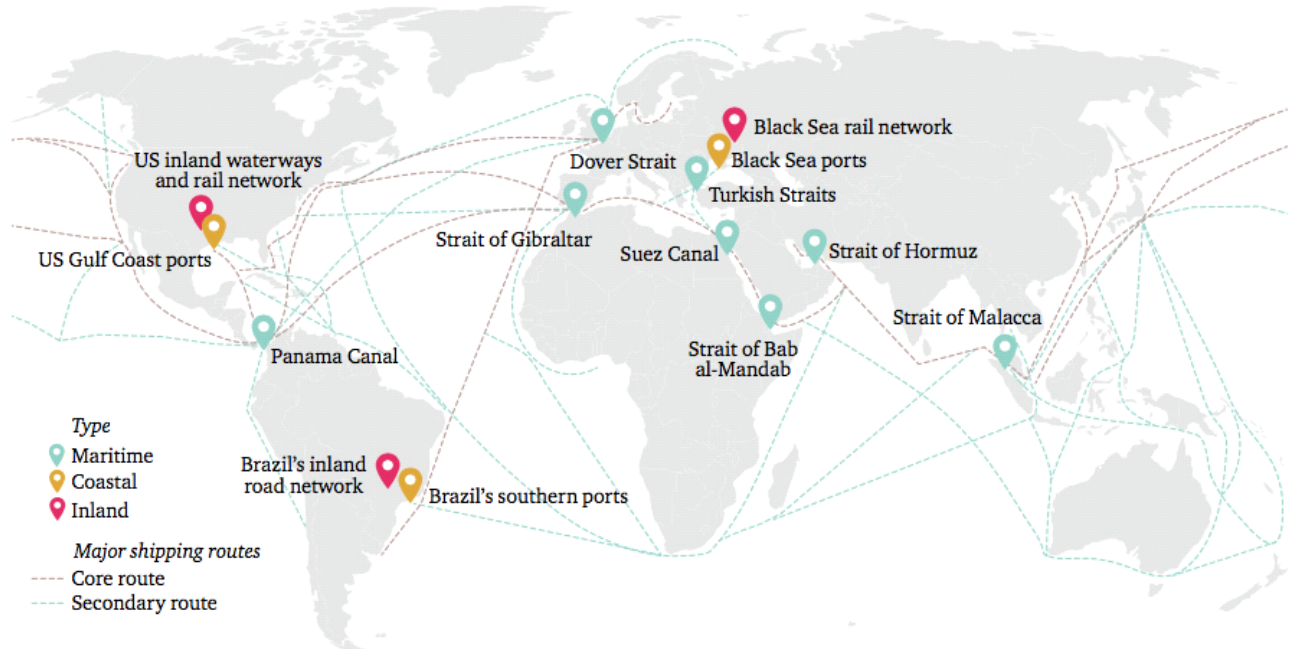 Black Sea rail network
Dover Strait
Black Sea ports
US inland waterways
and rail network
Turkish Straits
Strait of Gibraltar
Suez Canal
Strait of Hormuz
US Gulf Coast ports
Strait of Malacca
Panama Canal
Strait of Bab
al-Mandab
Type
Maritime
Coastal
Inland
Brazil's inland
road network
Brazil's southern ports
Major shipping routes
Core route
Secondary route